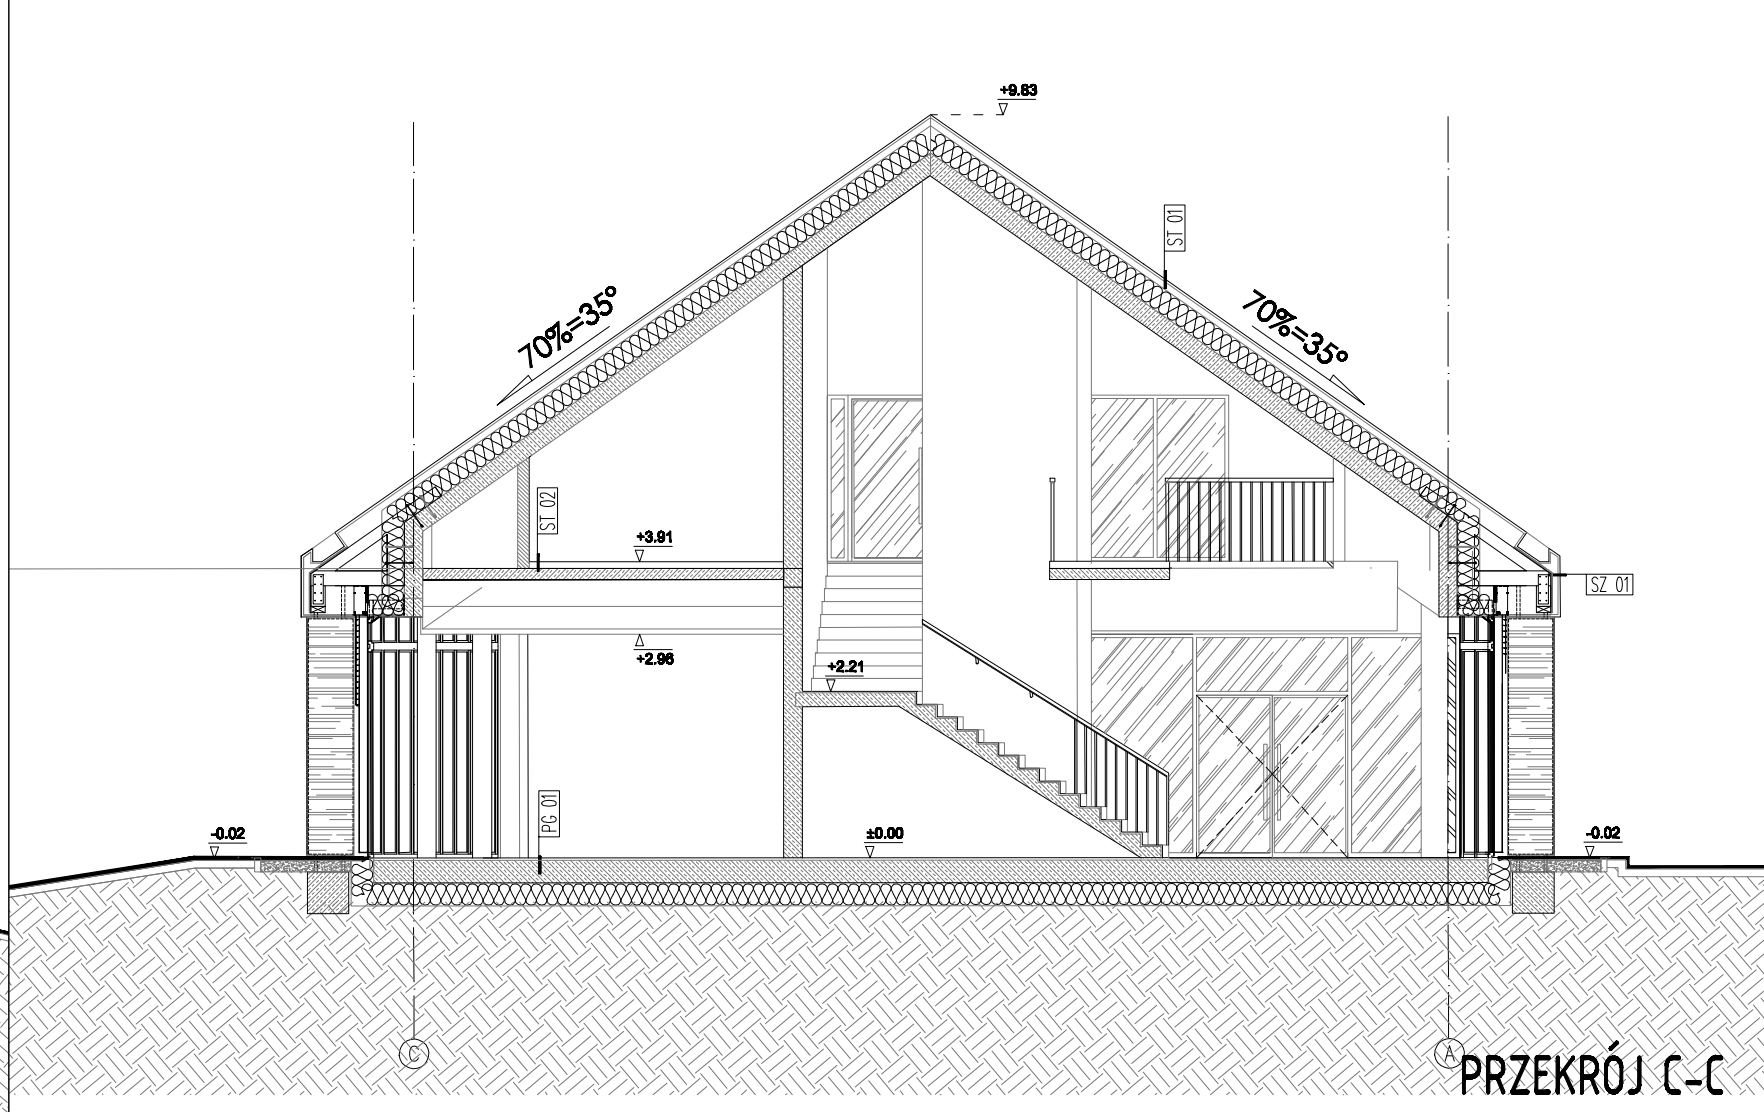 +9.83
ST 01
70%=35°
70%=35°
ST 02
+3.91
SZ 01
+2.96
+2.21
PG 01
-0.02
±0.00
-0.02
C
A
PRZEKRÓJ C-C